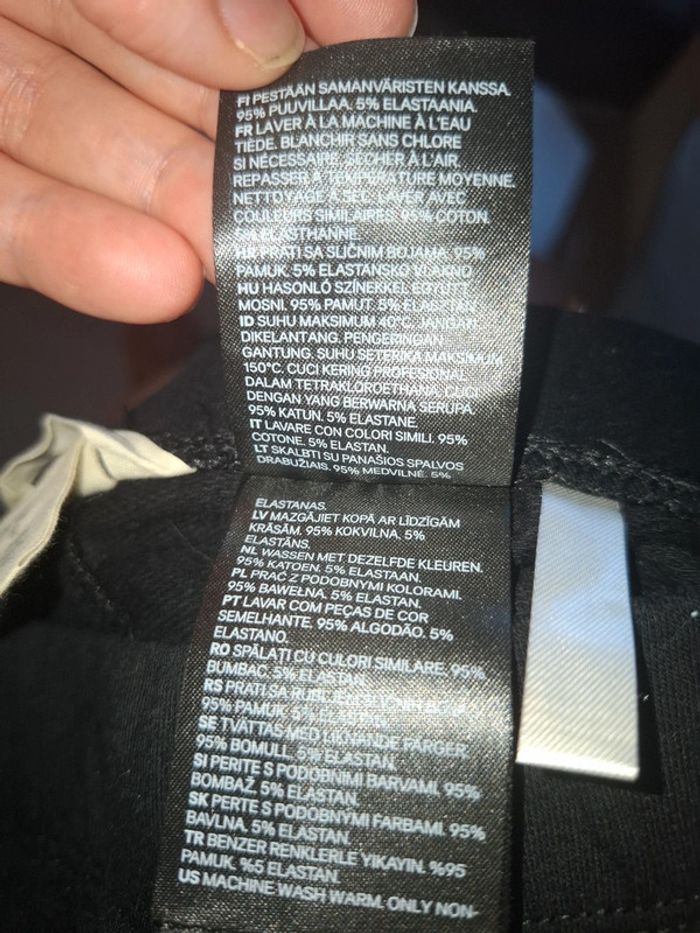 FI PESTÄÄN SAMANVÄRISTEN KANSSA.
95% PUUVILLAA. 5% ELASTAANIA.
FR LAVER À LA MACHINE À L'EAU
TIÈDE. BLANCHIR SANS CHLORE
SI NÉCESSAIRE. SÉCHER À L'AIR.
REPASSER À TEMPÉRATURE MOYENNE.
NETTOYAGE À SEC. LAVER AVEC
COULEURS SIMILAIRES. 95% COTON.
5% ELASTHANNE.
HR PRATI SA SLIČNIM BOJAMA. 95%
PAMUK. 5% ELASTANSKO VLAKNO.
HU HASONLÓ SZÍNEKKEL EGYÜTT
MOSNI. 95% PAMUT. 5% ELASZTÁN.
ID SUHU MAKSIMUM 40°C. JANGAN
DIKELANTANG. PENGERINGAN
GANTUNG. SUHU SETERIKA MAKSIMUM
150°C. CUCI KERING PROFESIONAL
DALAM TETRAKLOROETHANA. CUCI
DENGAN YANG BERWARNA SERUPA.
95% KATUN. 5% ELASTANE.
IT LAVARE CON COLORI SIMILI. 95%
COTONE. 5% ELASTAN.
LT SKALBTI SU PANAŠIOS SPALVOS
DRABUŽIAIS. 95% MEDVILNĖ. 5%
ELASTANAS.
LV MAZGĀJIET KOPĀ AR LĪDZĪGĀM
KRĀSĀM. 95% KOKVILNA. 5%
ELASTĀNS.
NL WASSEN MET DEZELFDE KLEUREN.
95% KATOEN. 5% ELASTAAN.
PL PRAĆ Z PODOBNYMI KOLORAMI.
95% BAWEŁNA. 5% ELASTAN.
PT LAVAR COM PEÇAS DE COR
SEMELHANTE. 95% ALGODÃO. 5%
ELASTANO.
RO SPĂLAŢI CU CULORI SIMILARE. 95%
BUMBAC. 5% ELASTAN.
RS PRATI SA RUBLJEM SLIČNIH BOJA.
95% PAMUK. 5% ELASTAN.
SE TVÄTTAS MED LIKNANDE FÄRGER.
95% BOMULL. 5% ELASTAN.
SI PERITE S PODOBNIMI BARVAMI. 95%
BOMBAŽ. 5% ELASTAN.
SK PERTE S PODOBNÝMI FARBAMI. 95%
BAVLNA. 5% ELASTAN.
TR BENZER RENKLERLE YIKAYIN. %95
PAMUK. %5 ELASTAN.
US MACHINE WASH WARM. ONLY NON-